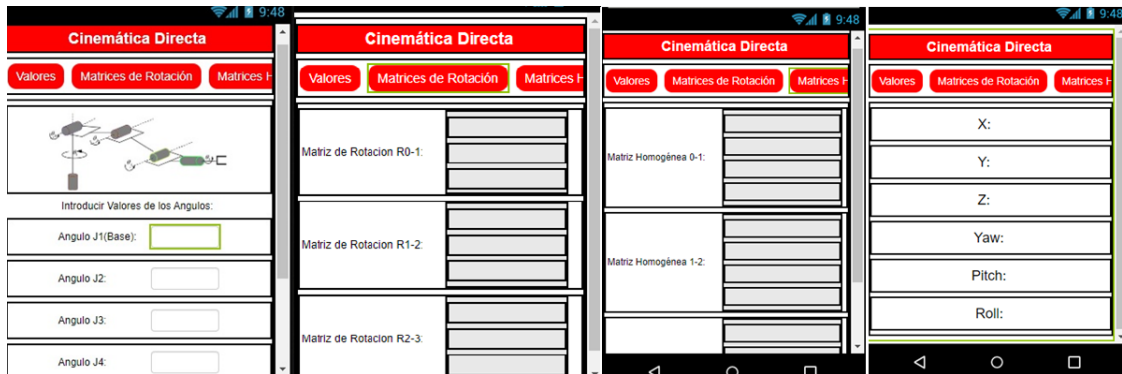 9:48
Cinemática Directa
Valores Matrices de Rotación Matrices H
Introducir Valores de los Angulos:
Angulo J1(Base):
Angulo J2:
Angulo J3:
Angulo J4:
Cinemática Directa
Valores Matrices de Rotación Matrices H
Matriz de Rotacion R0-1:
Matriz de Rotacion R1-2:
Matriz de Rotacion R2-3:
9:48
Cinemática Directa
Valores Matrices de Rotación Matrices H
Matriz Homogénea 0-1:
Matriz Homogénea 1-2:
9:48
Cinemática Directa
Valores Matrices de Rotación Matrices H
X:
Y:
Z:
Yaw:
Pitch:
Roll: